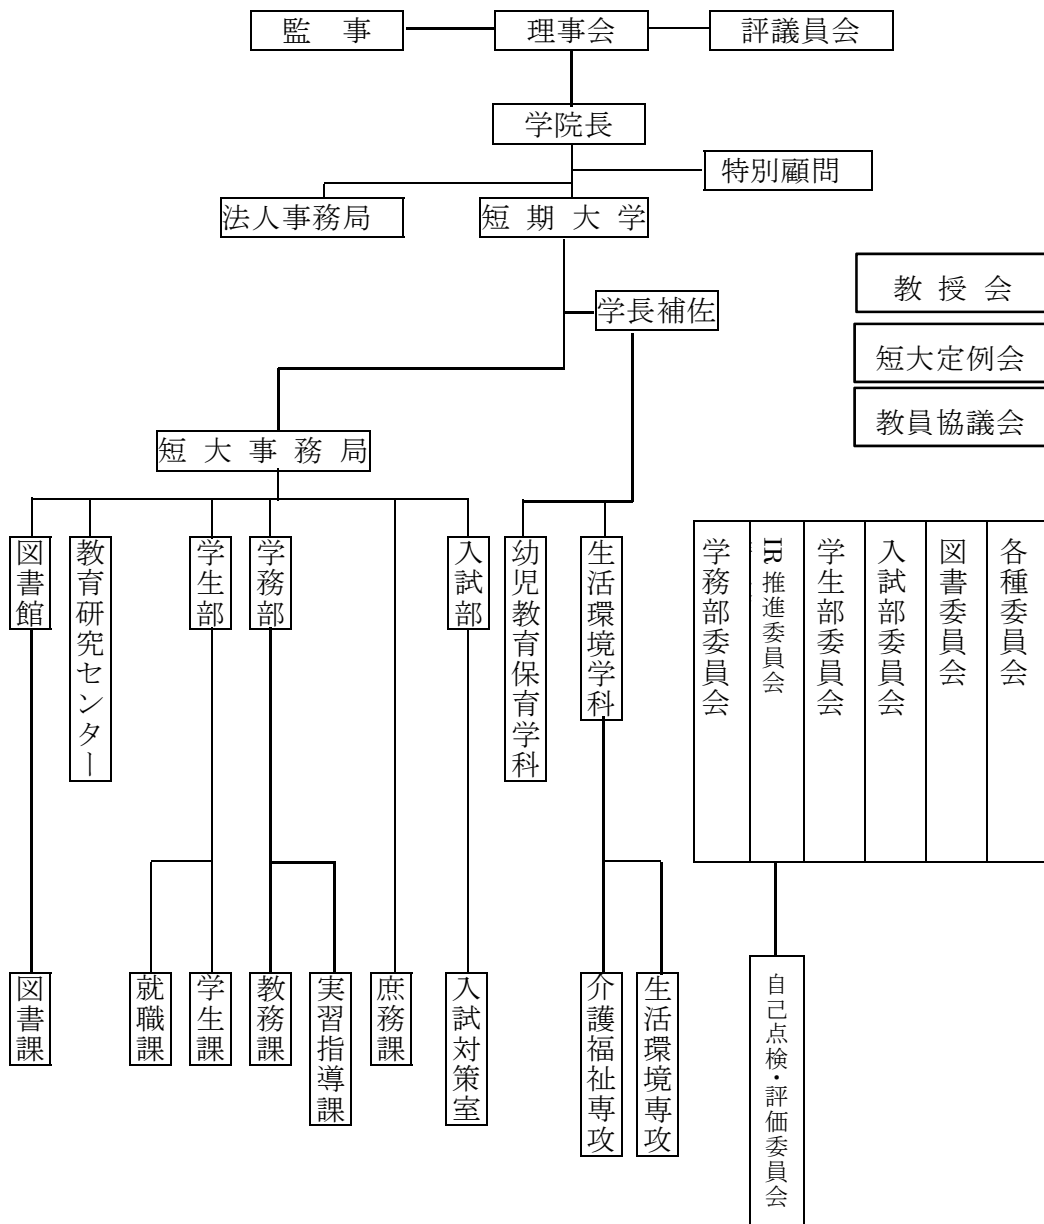 監　事
理事会
評議員会
学院長
特別顧問
法人事務局
短 期 大 学
教 授 会
学長補佐
短大定例会
教員協議会
短 大 事 務 局
図書館
教育研究センター
学生部
学務部
入試部
幼児教育保育学科
生活環境学科
学務部委員会
IR 推進委員会
学生部委員会
入試部委員会
図書委員会
各種委員会
図書課
就職課
学生課
教務課
実習指導課
庶務課
入試対策室
介護福祉専攻
生活環境専攻
自己点検・評価委員会